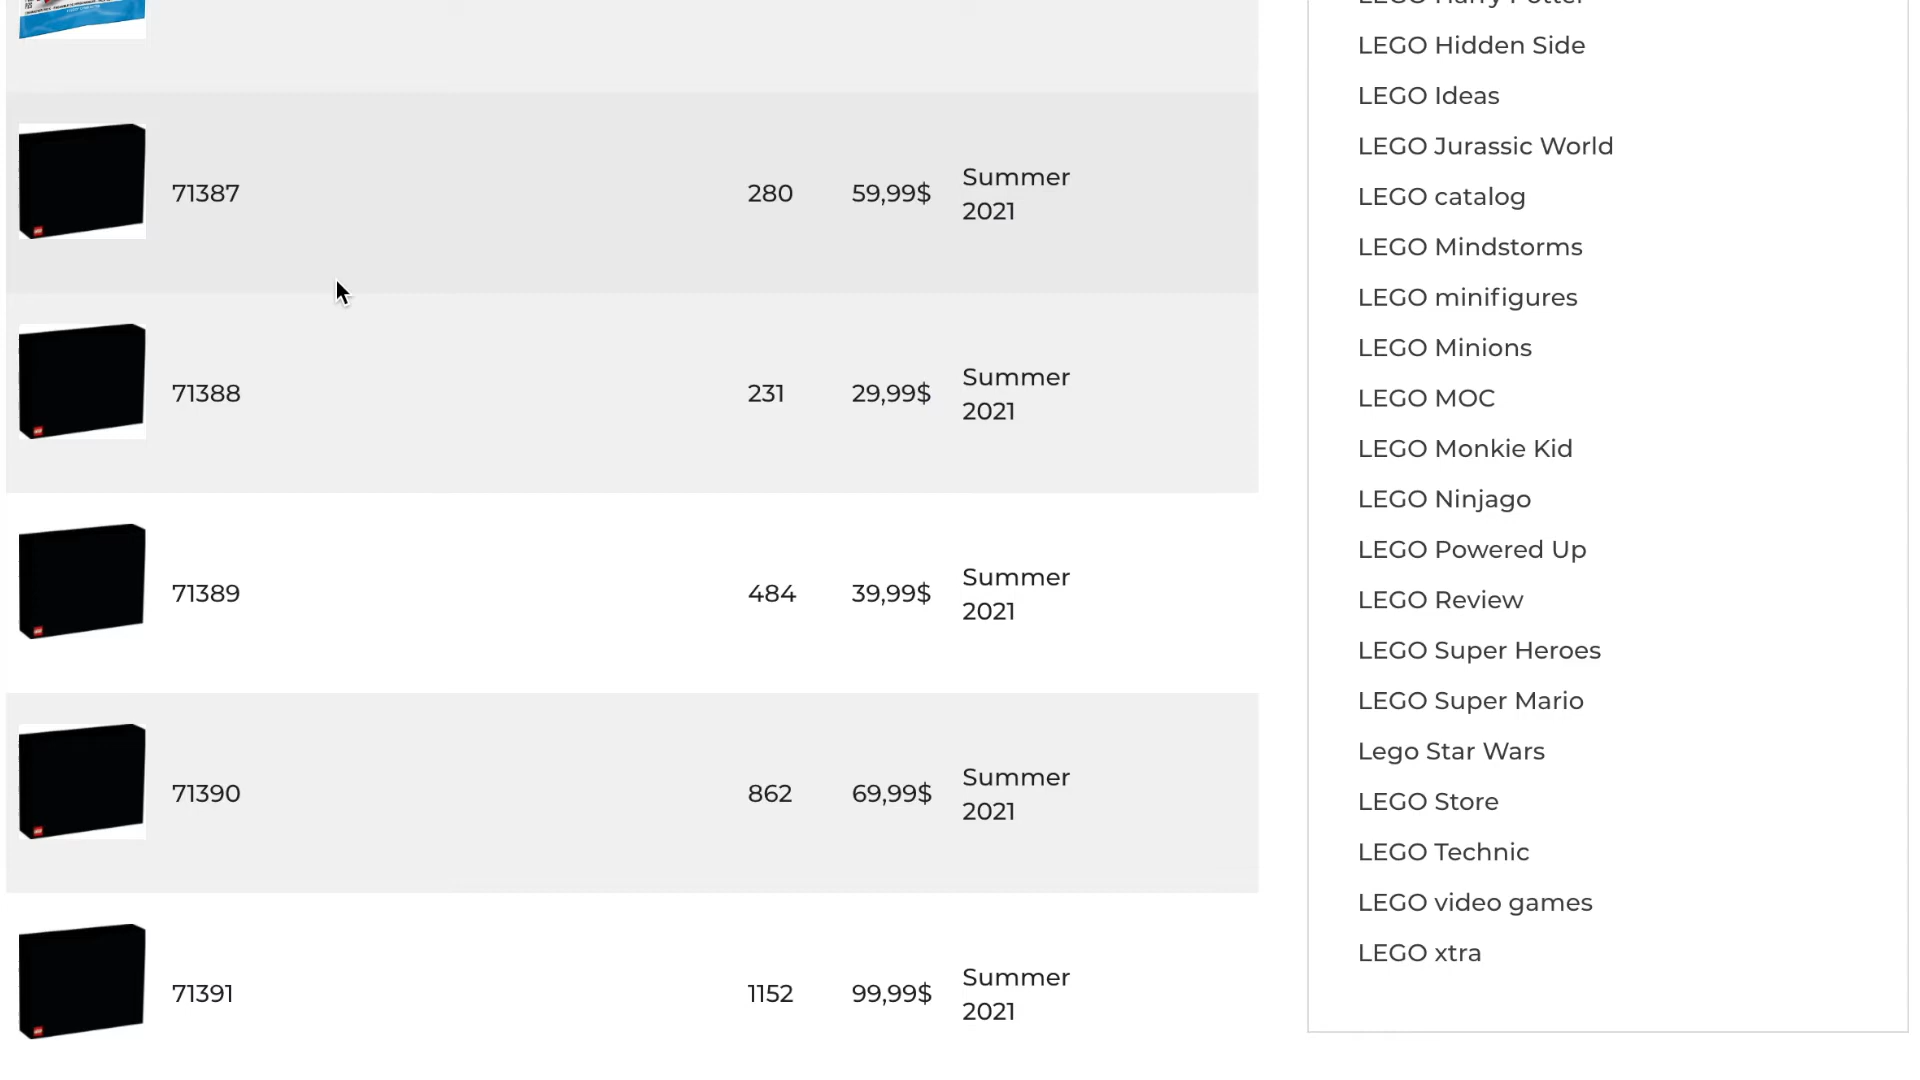 71387 280 59,99$ Summer
2021
71388 231 29,99$ Summer
2021
71389 484 39,99$ Summer
2021
71390 862 69,99$ Summer
2021
71391 1152 99,99$ Summer
2021
LEGO Harry Potter
LEGO Hidden Side
LEGO Ideas
LEGO Jurassic World
LEGO catalog
LEGO Mindstorms
LEGO minifigures
LEGO Minions
LEGO MOC
LEGO Monkie Kid
LEGO Ninjago
LEGO Powered Up
LEGO Review
LEGO Super Heroes
LEGO Super Mario
Lego Star Wars
LEGO Store
LEGO Technic
LEGO video games
LEGO xtra